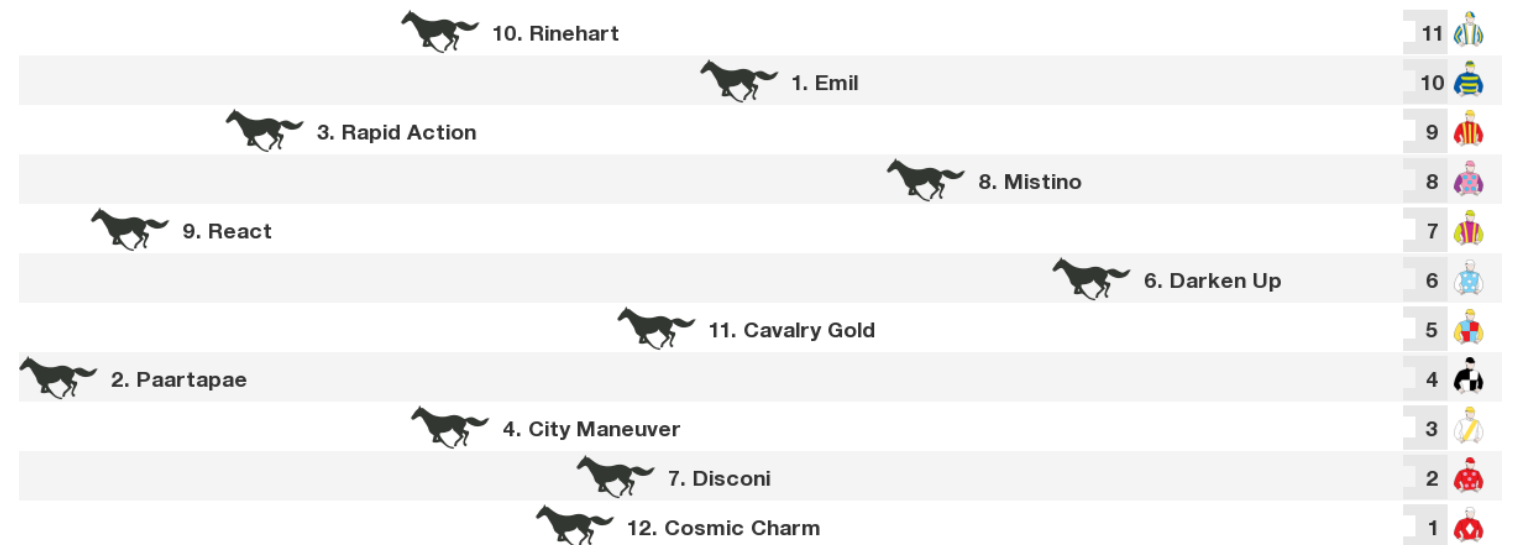 10. Rinehart 11
1. Emil 10
3. Rapid Action 9
8. Mistino 8
9. React 7
6. Darken Up 6
11. Cavalry Gold 5
2. Paartapae 4
4. City Maneuver 3
7. Disconi 2
12. Cosmic Charm 1